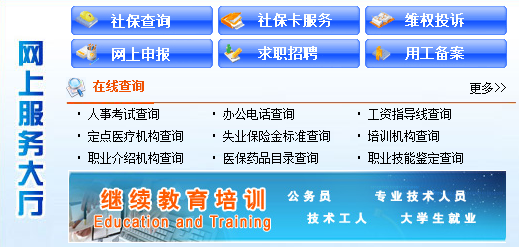 网上服务大厅
社保查询 社保卡服务 维权投诉
网上申报 求职招聘 用工备案
在线查询 更多>>
· 人事考试查询 · 办公电话查询 · 工资指导线查询
· 定点医疗机构查询 · 失业保险金标准查询 · 培训机构查询
· 职业介绍机构查询 · 医保药品目录查询 · 职业技能鉴定查询
继续教育培训
Education and Training
公务员 专业技术人员
技术工人 大学生就业